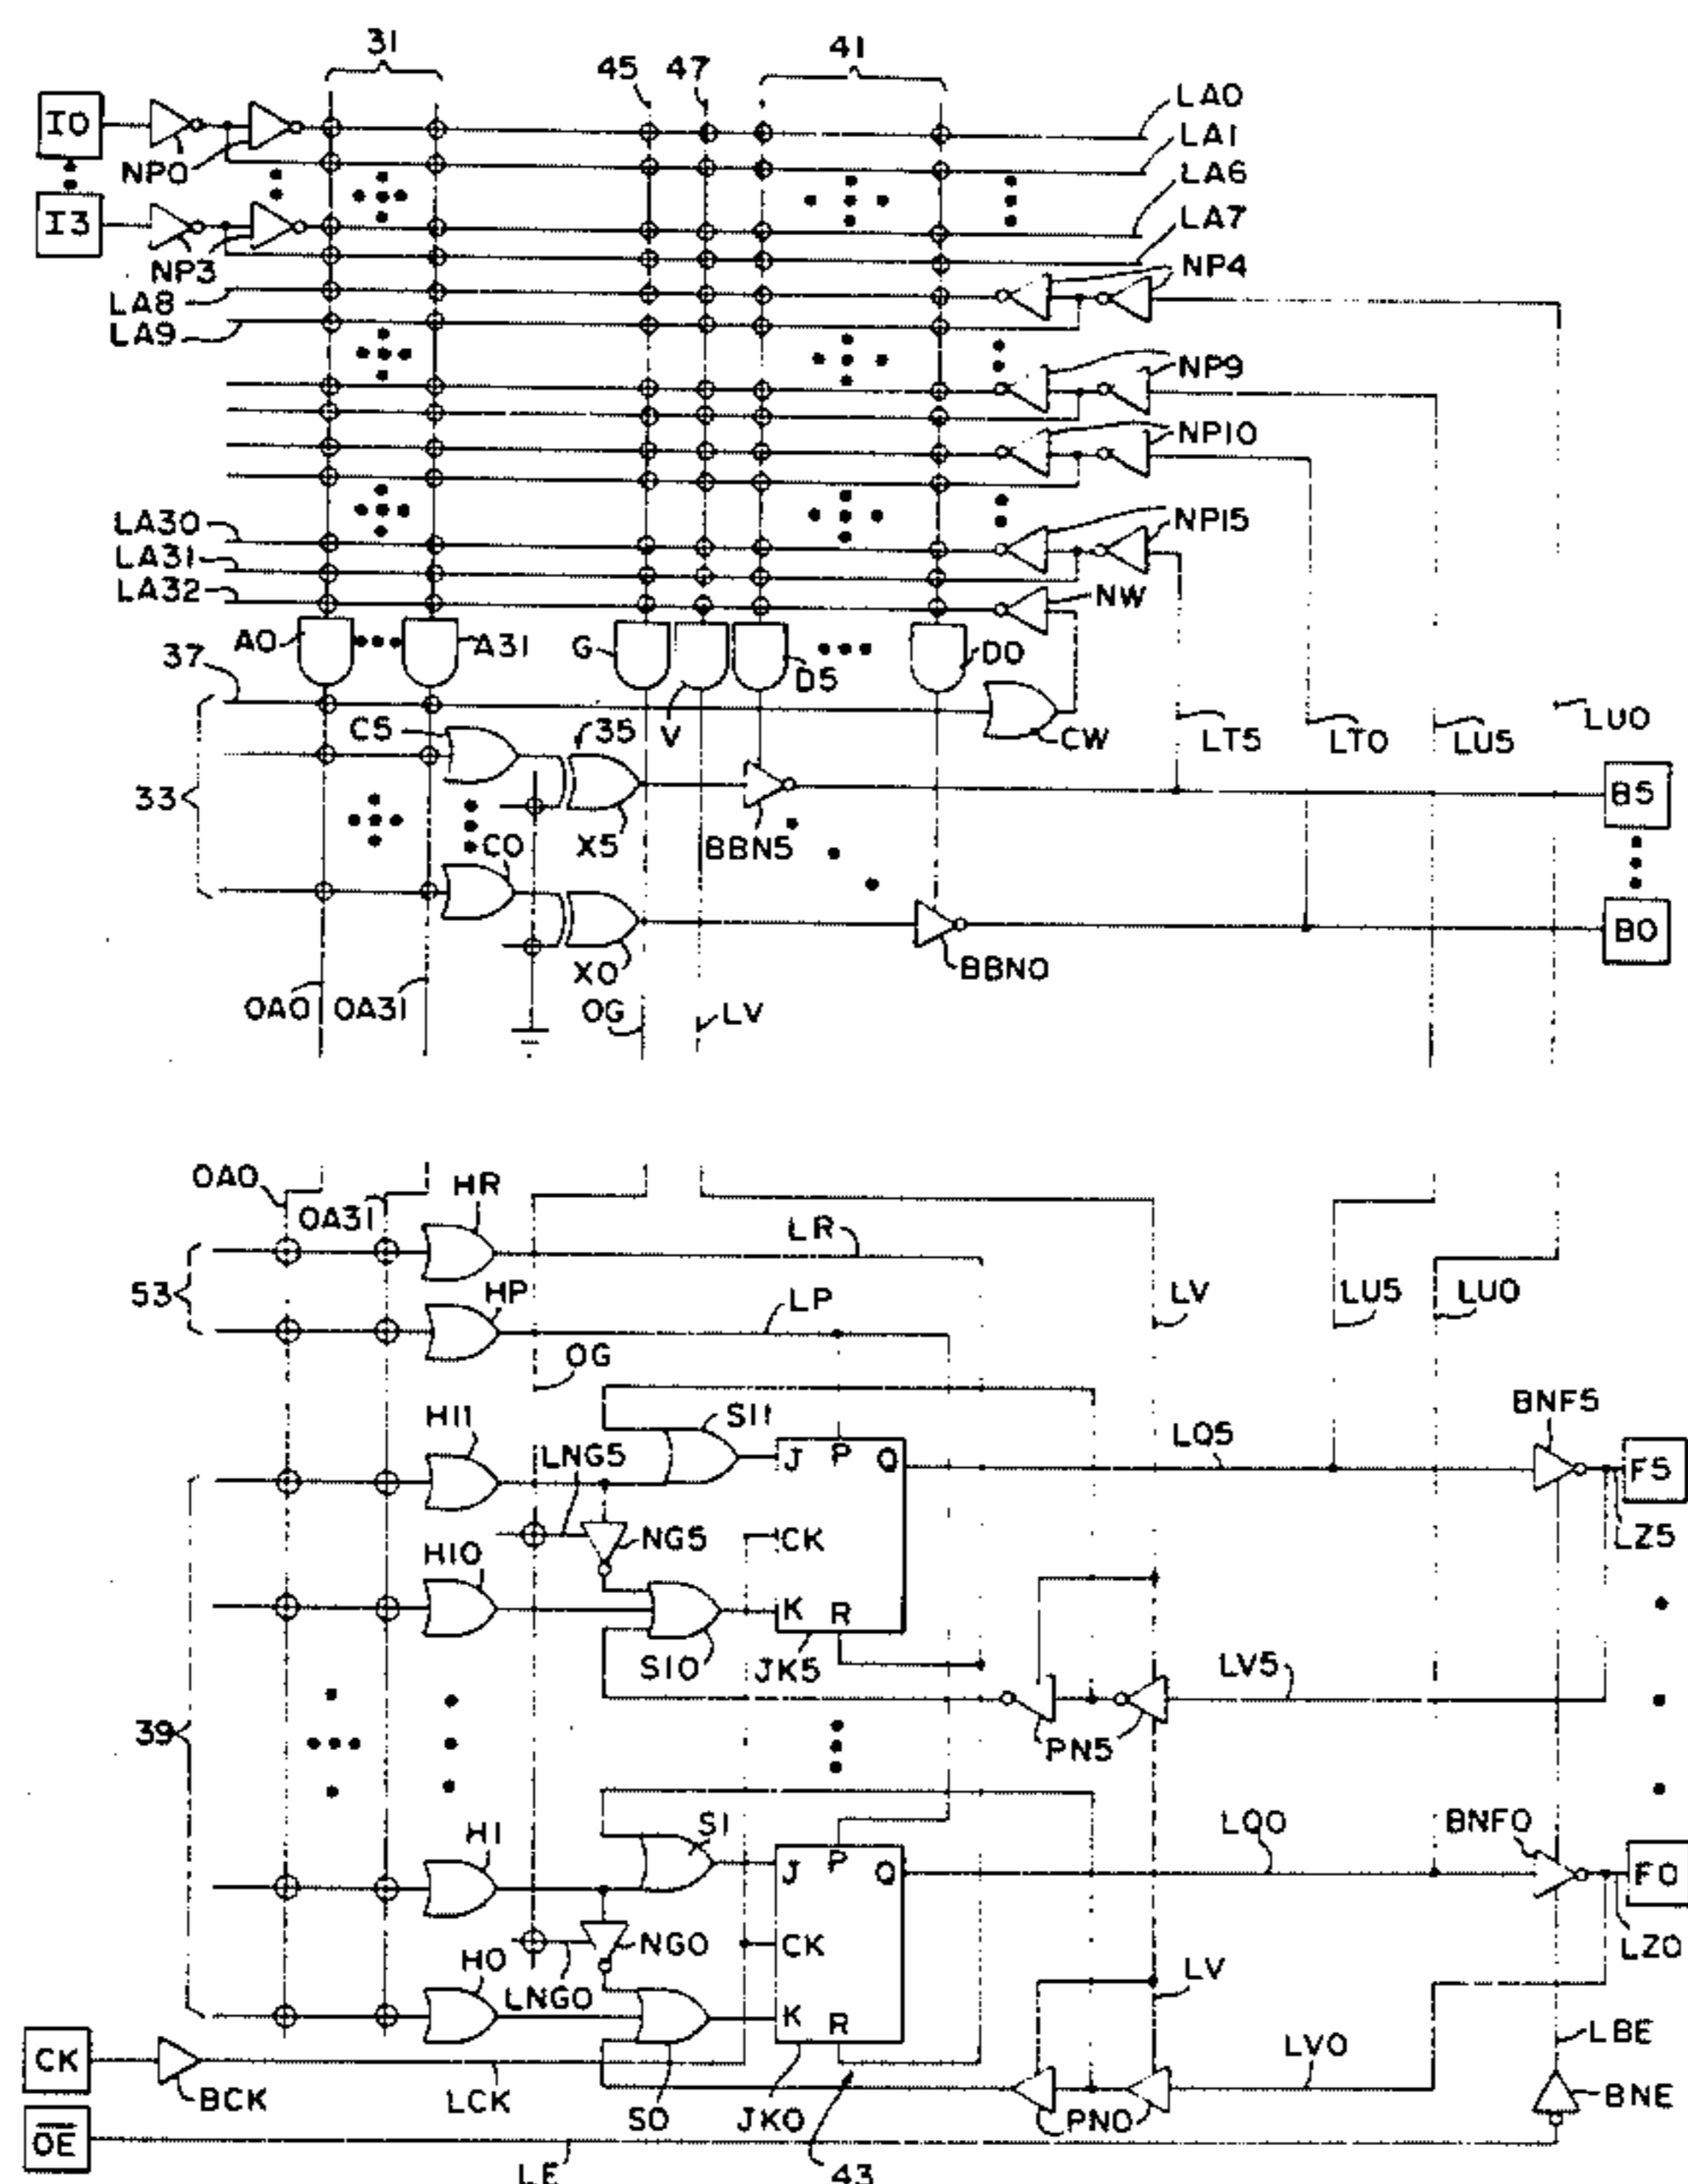 31
45 47 41
I0
NP0
LA0
LA1
LA6
I3
NP3
LA7
LA8
NP4
LA9
NP9
NP10
LA30
NP15
LA31
LA32
NW
A0
A31
G
D5
D0
37
C5
35
V
CW
LT5
LT0
LU5
LU0
33
X5
BBN5
B5
C0
X0
BBN0
B0
OA0
OA31
OG
LV
OA0
OA31
HR
LR
53
HP
LP
LV
LU5
LU0
OG
H11
LNG5
S11
J P Q
LQ5
BNF5
F5
NG5
CK
LZ5
H10
K R
S10
JK5
LV5
39
PN5
H1
S1
J P Q
LQ0
BNF0
F0
NG0
CK
LZ0
H0
LNG0
K R
LV
LBE
CK
BCK
LCK
S0
JK0
PN0
LV0
BNE
OE
LE
43